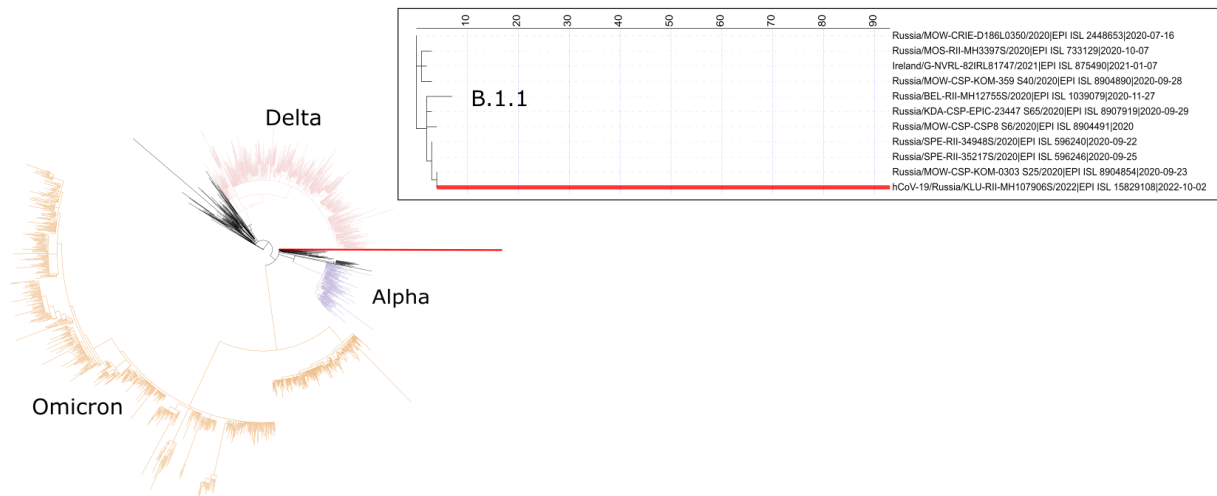 10 20 30 40 50 60 70 80 90
Russia/MOW-CRIE-D186L0350/2020|EPI ISL 2448653|2020-07-16
Russia/MOS-RII-MH3397S/2020|EPI ISL 733129|2020-10-07
Ireland/G-NVRL-82IRL81747/2021|EPI ISL 875490|2021-01-07
Russia/MOW-CSP-KOM-359 S40/2020|EPI ISL 8904890|2020-09-28
Russia/BEL-RII-MH12755S/2020|EPI ISL 1039079|2020-11-27
Russia/KDA-CSP-EPIC-23447 S65/2020|EPI ISL 8907919|2020-09-29
Russia/MOW-CSP-CSP8 S6/2020|EPI ISL 8904491|2020
Russia/SPE-RII-34948S/2020|EPI ISL 596240|2020-09-22
Russia/SPE-RII-35217S/2020|EPI ISL 596246|2020-09-25
Russia/MOW-CSP-KOM-0303 S25/2020|EPI ISL 8904854|2020-09-23
hCoV-19/Russia/KLU-RII-MH107906S/2022|EPI ISL 15829108|2022-10-02
B.1.1
Delta
Alpha
Omicron